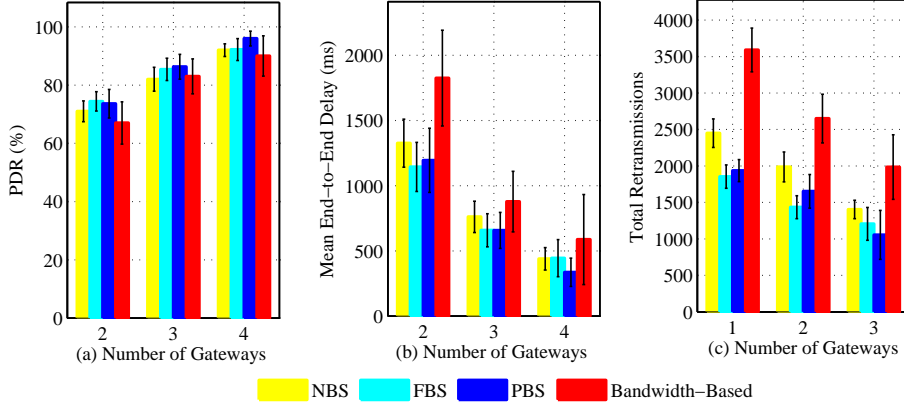 100
80
60
40
20
0
PDR (%)
2
3
4
(a) Number of Gateways
2000
1500
1000
500
0
Mean End-to-End Delay (ms)
2
3
4
(b) Number of Gateways
4000
3500
3000
2500
2000
1500
1000
500
0
Total Retransmissions
1
2
3
(c) Number of Gateways
NBS
FBS
PBS
Bandwidth-Based